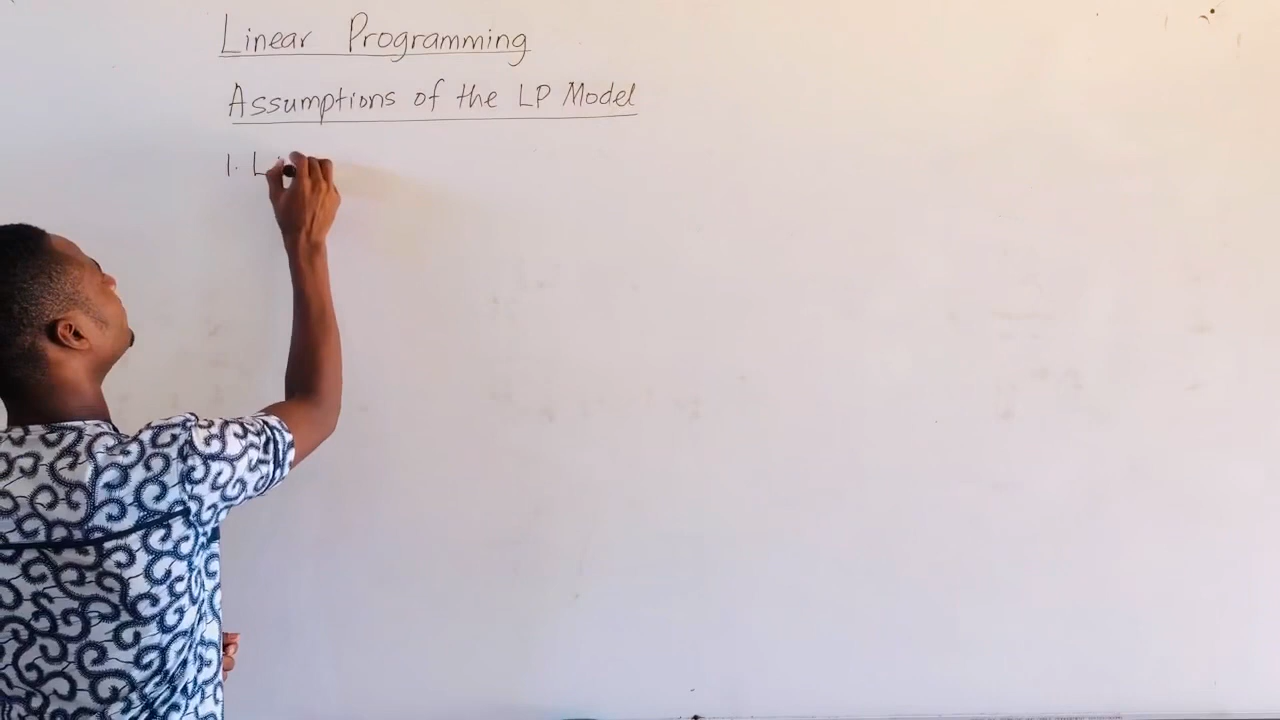 Linear Programming
Assumptions of the LP Model
1. L